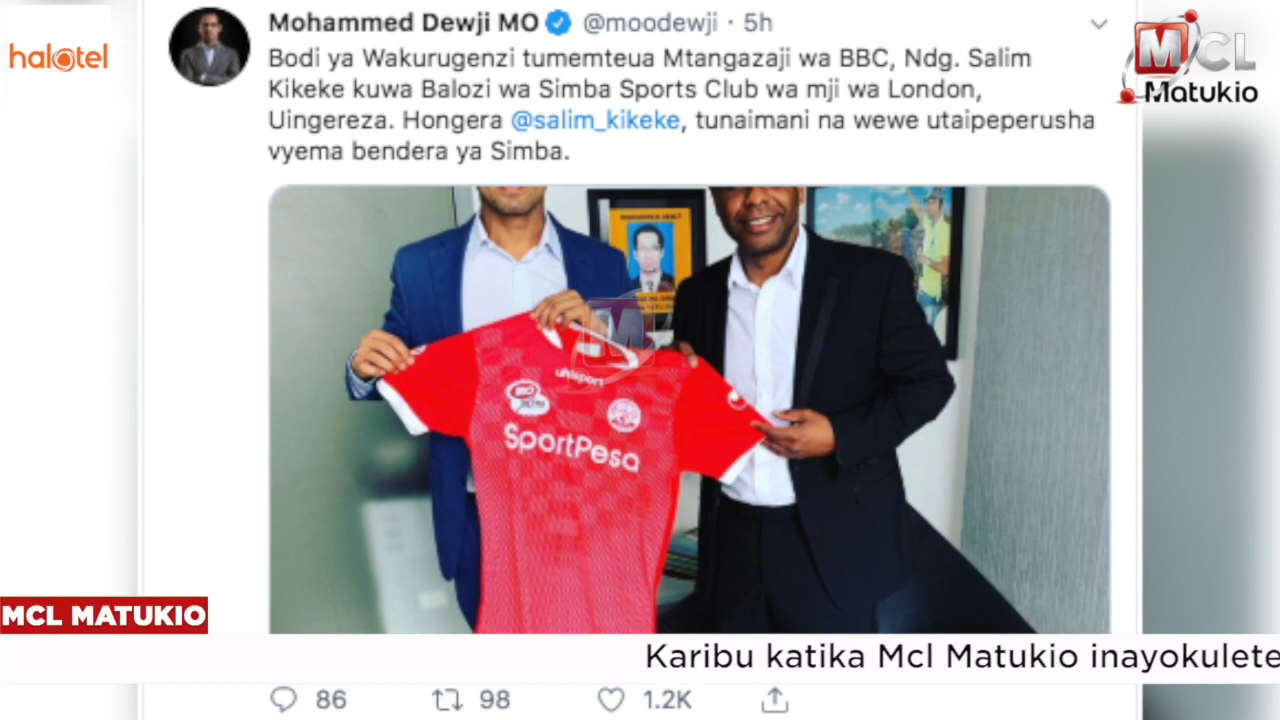 halotel
Mohammed Dewji MO @moodewji · 5h
Bodi ya Wakurugenzi tumemteua Mtangazaji wa BBC, Ndg. Salim
Kikeke kuwa Balozi wa Simba Sports Club wa mji wa London,
Uingereza. Hongera @salim_kikeke, tunaimani na wewe utaipeperusha
vyema bendera ya Simba.
MCL
Matukio
M
uhlsport
MO
SportPesa
MCL MATUKIO
Karibu katika Mcl Matukio inayokulete
86 98 1.2K